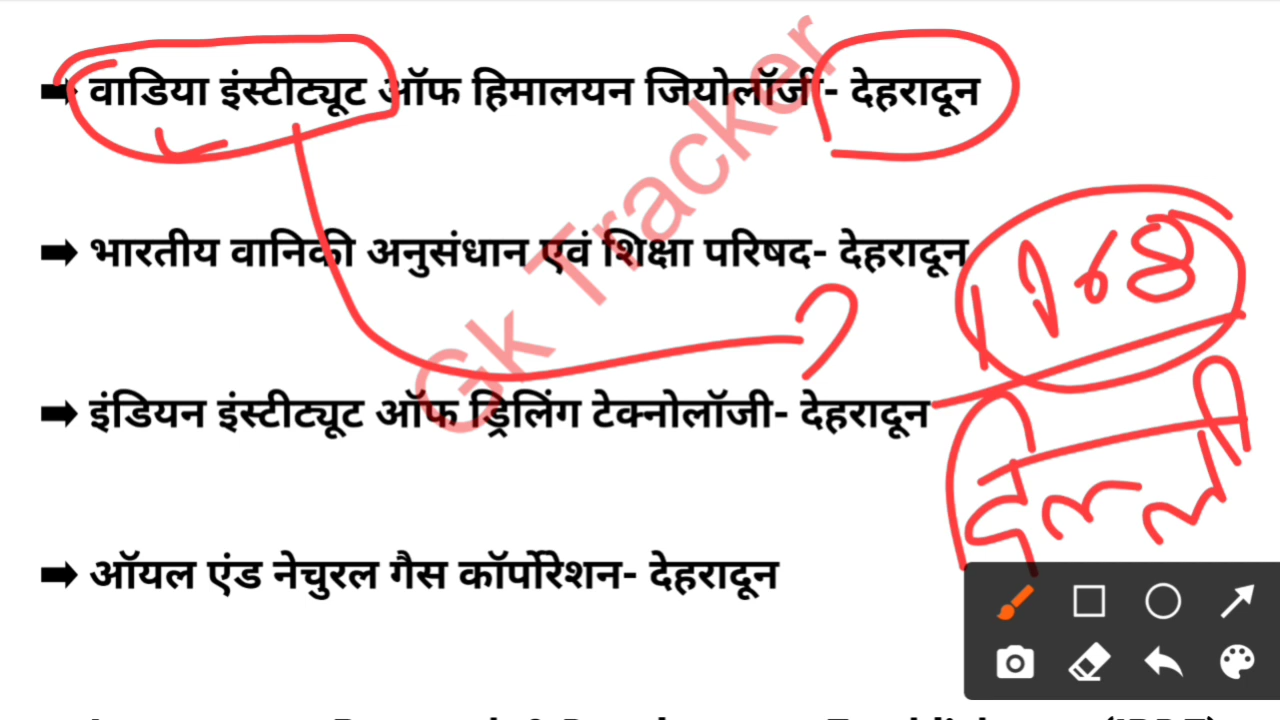 ➡ वाडिया इंस्टीट्यूट ऑफ हिमालयन जियोलॉजी- देहरादून
➡ भारतीय वानिकी अनुसंधान एवं शिक्षा परिषद- देहरादून
1968
➡ इंडियन इंस्टीट्यूट ऑफ ड्रिलिंग टेक्नोलॉजी- देहरादून
दिल्ली
➡ ऑयल एंड नेचुरल गैस कॉर्पोरेशन- देहरादून
Gk Tracker